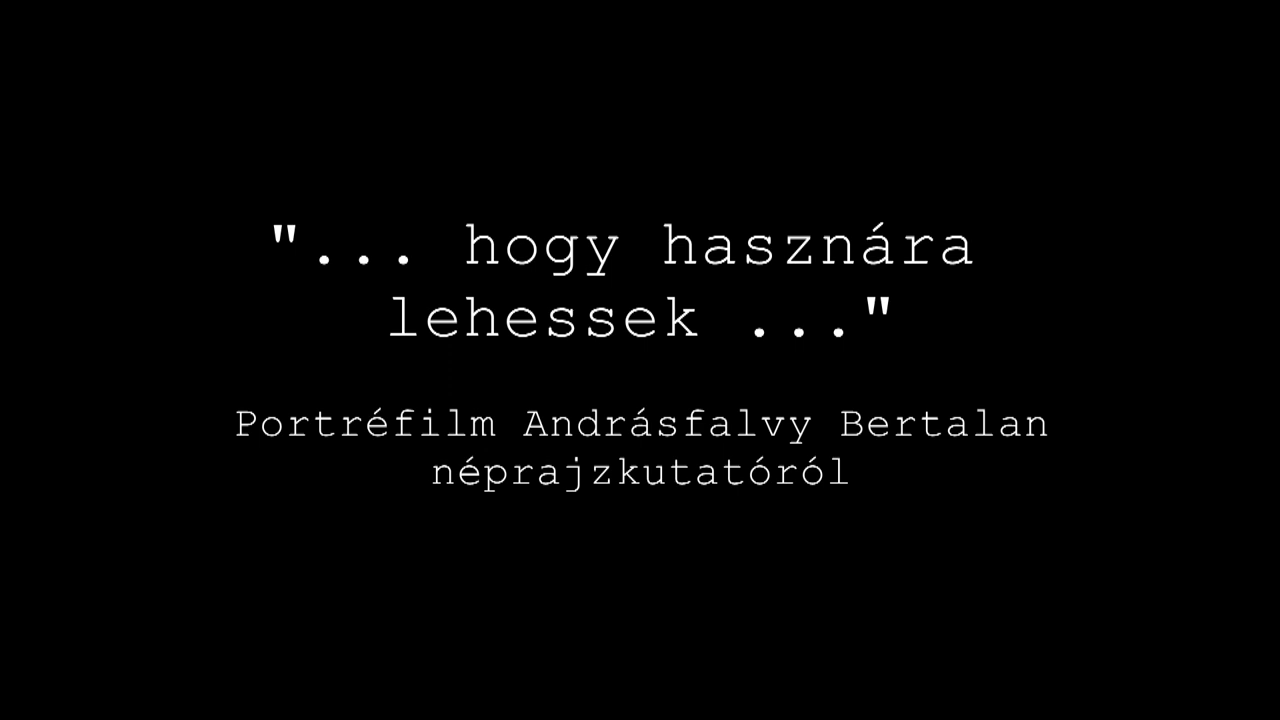 "... hogy hasznára
lehessek ..."
Portréfilm Andrásfalvy Bertalan
néprajzkutatóról